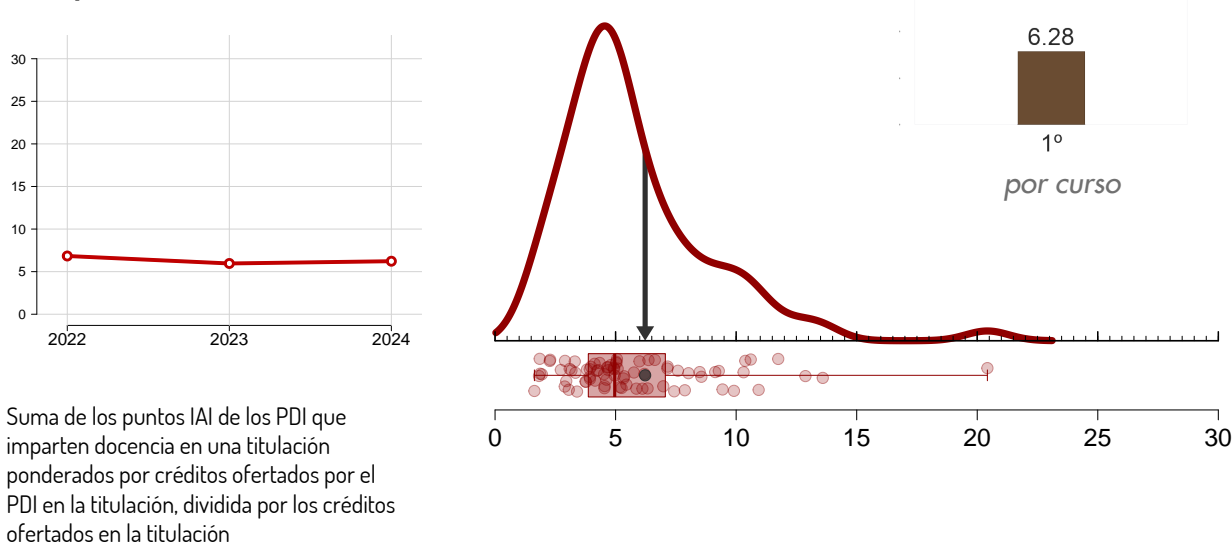 30
25
20
15
10
5
0
2022 2023 2024
6.28
1º
por curso
0 5 10 15 20 25 30
Suma de los puntos IAI de los PDI que
imparten docencia en una titulación
ponderados por créditos ofertados por el
PDI en la titulación, dividida por los créditos
ofertados en la titulación